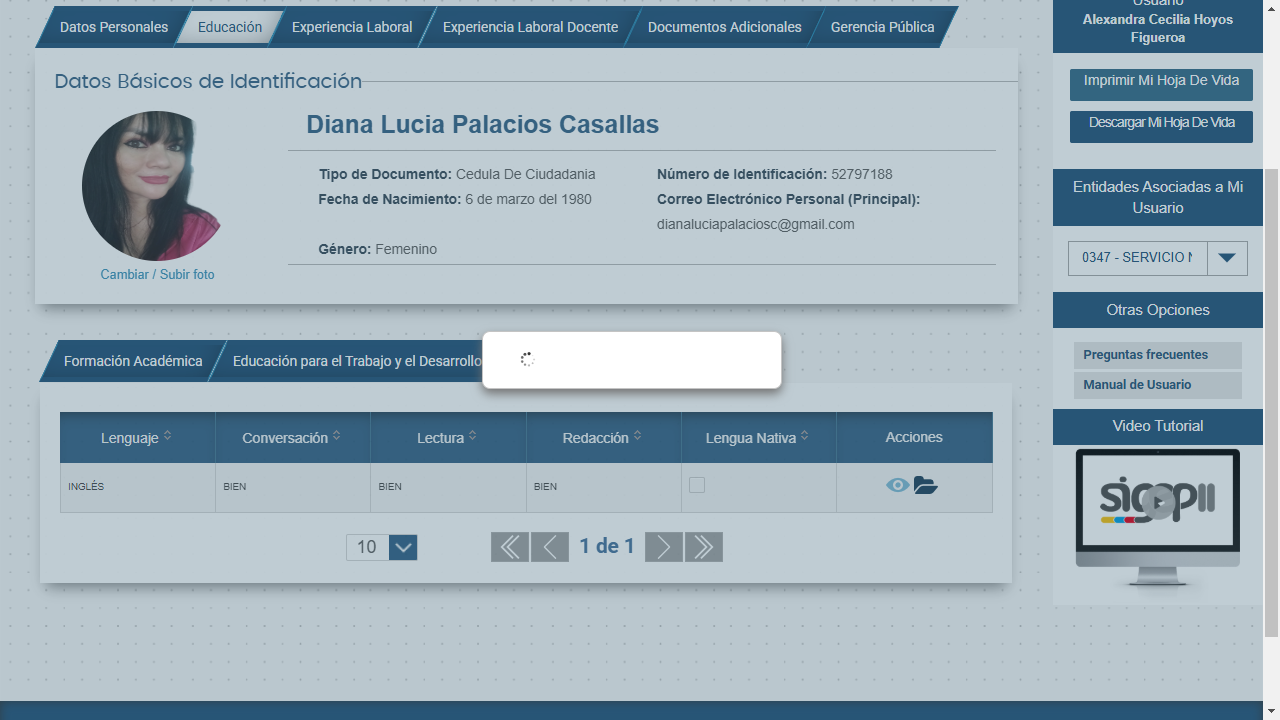 Datos Personales
Educación
Experiencia Laboral
Experiencia Laboral Docente
Documentos Adicionales
Gerencia Pública
Datos Básicos de Identificación
Diana Lucia Palacios Casallas
Tipo de Documento: Cedula De Ciudadania
Número de Identificación: 52797188
Fecha de Nacimiento: 6 de marzo del 1980
Correo Electrónico Personal (Principal):
dianaluciapalaciosc@gmail.com
Género: Femenino
Cambiar / Subir foto
Formación Académica
Educación para el Trabajo y el Desarrollo
Lenguaje
Conversación
Lectura
Redacción
Lengua Nativa
Acciones
INGLÉS
BIEN
BIEN
BIEN
10
1 de 1
Usuario
Alexandra Cecilia Hoyos
Figueroa
Imprimir Mi Hoja De Vida
Descargar Mi Hoja De Vida
Entidades Asociadas a Mi
Usuario
0347 - SERVICIO
Otras Opciones
Preguntas frecuentes
Manual de Usuario
Video Tutorial
sigep II